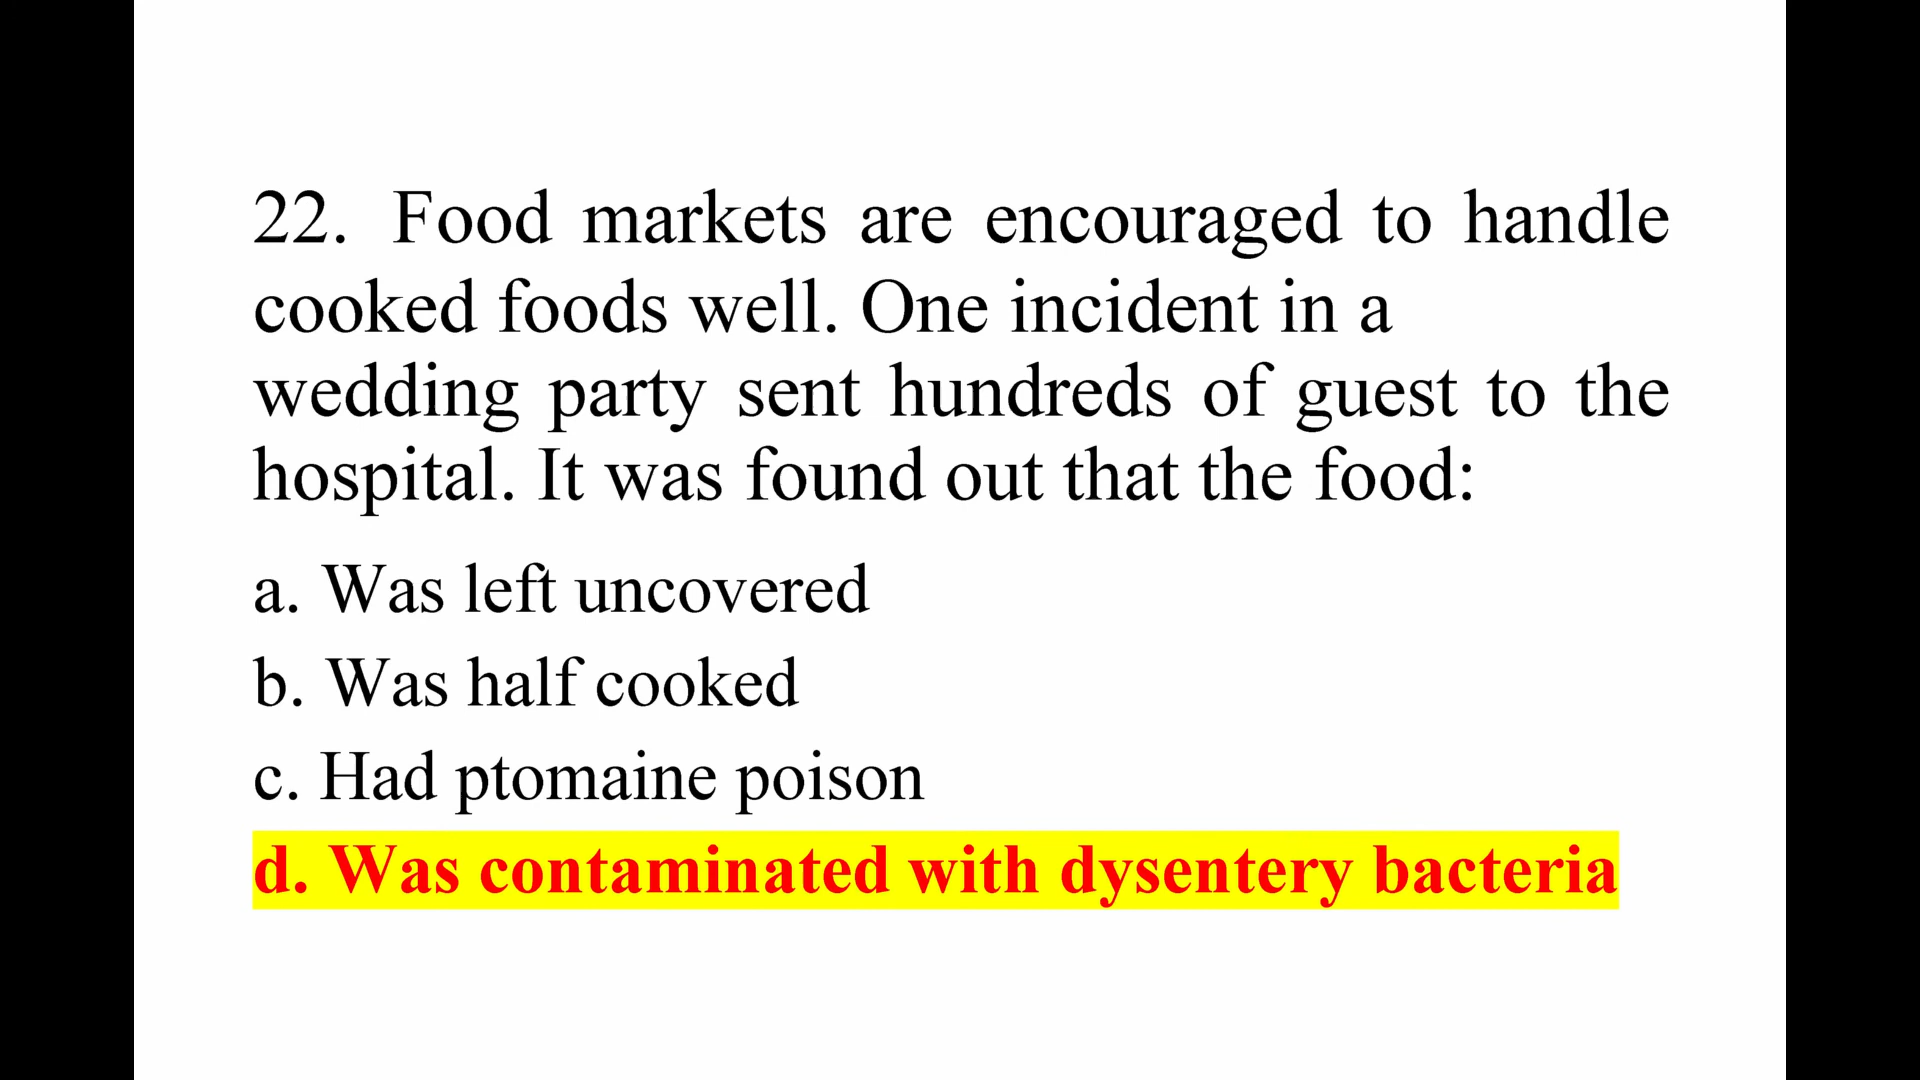 22. Food markets are encouraged to handle
cooked foods well. One incident in a
wedding party sent hundreds of guest to the
hospital. It was found out that the food:
a. Was left uncovered
b. Was half cooked
c. Had ptomaine poison
d. Was contaminated with dysentery bacteria